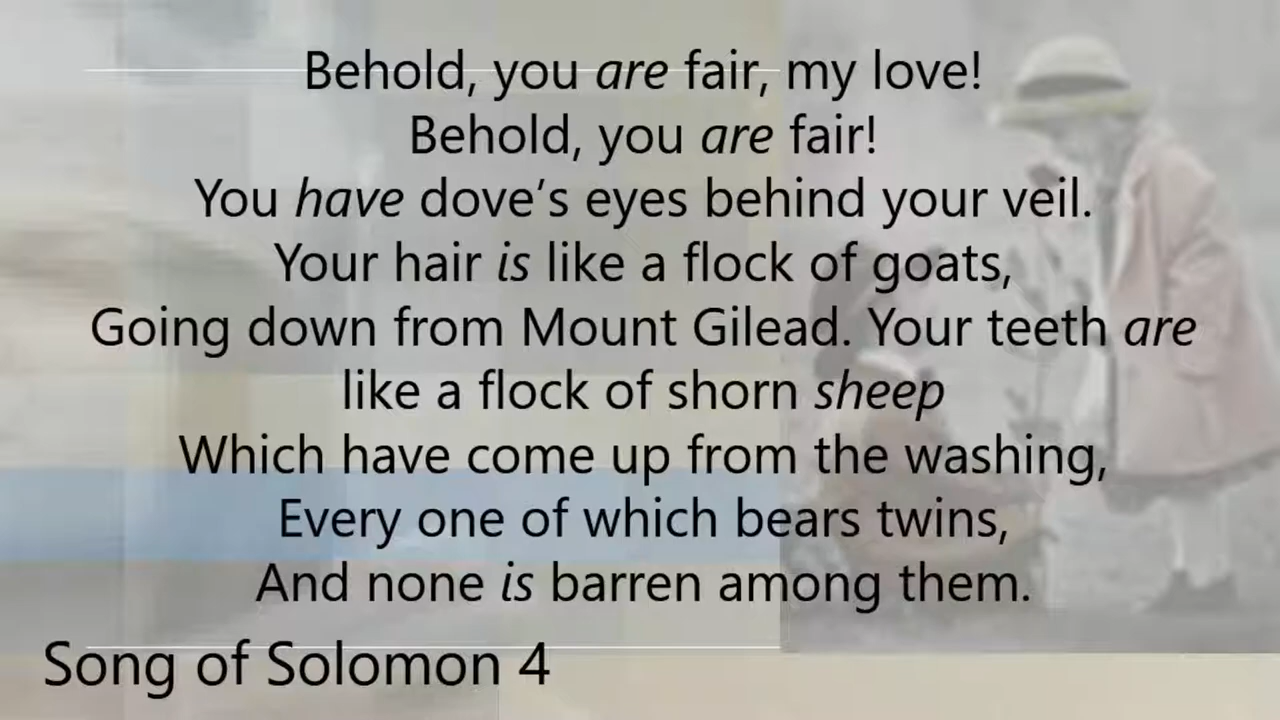 Behold, you are fair, my love!
Behold, you are fair!
You have dove’s eyes behind your veil.
Your hair is like a flock of goats,
Going down from Mount Gilead. Your teeth are
like a flock of shorn sheep
Which have come up from the washing,
Every one of which bears twins,
And none is barren among them.
Song of Solomon 4